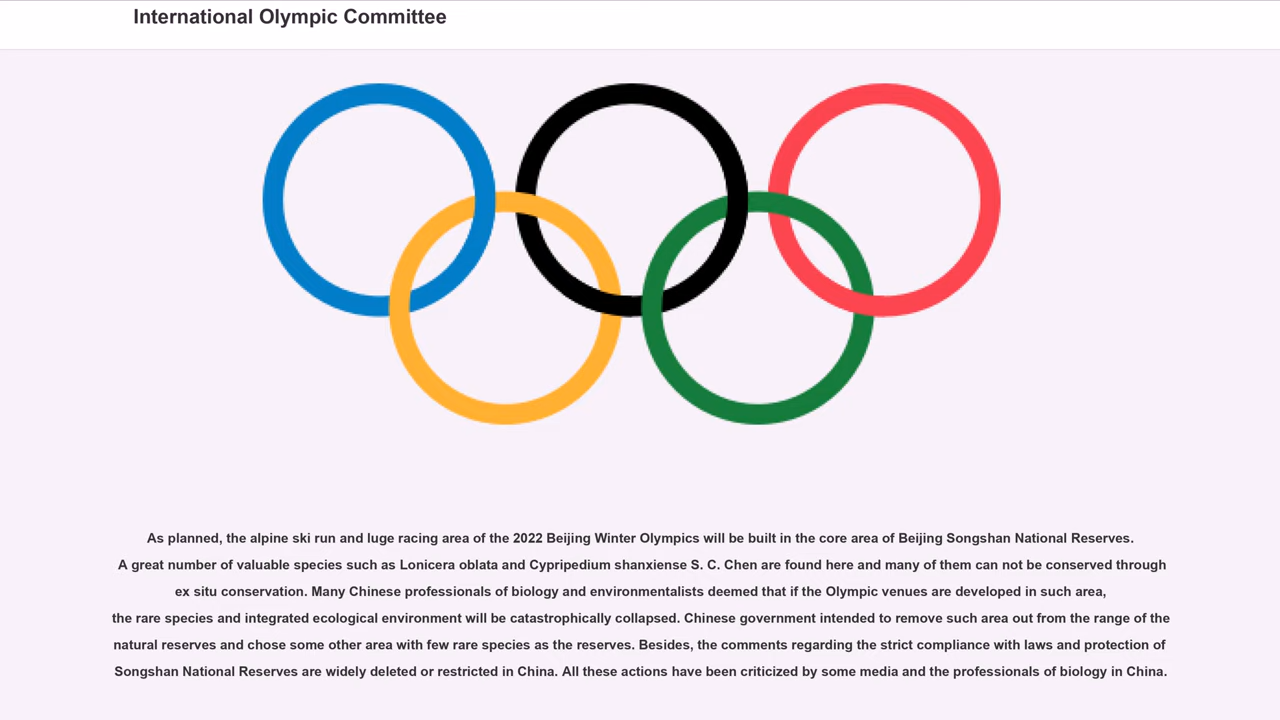 International Olympic Committee
As planned, the alpine ski run and luge racing area of the 2022 Beijing Winter Olympics will be built in the core area of Beijing Songshan National Reserves.
A great number of valuable species such as Lonicera oblata and Cypripedium shanxiense S. C. Chen are found here and many of them can not be conserved through
ex situ conservation. Many Chinese professionals of biology and environmentalists deemed that if the Olympic venues are developed in such area,
the rare species and integrated ecological environment will be catastrophically collapsed. Chinese government intended to remove such area out from the range of the
natural reserves and chose some other area with few rare species as the reserves. Besides, the comments regarding the strict compliance with laws and protection of
Songshan National Reserves are widely deleted or restricted in China. All these actions have been criticized by some media and the professionals of biology in China.